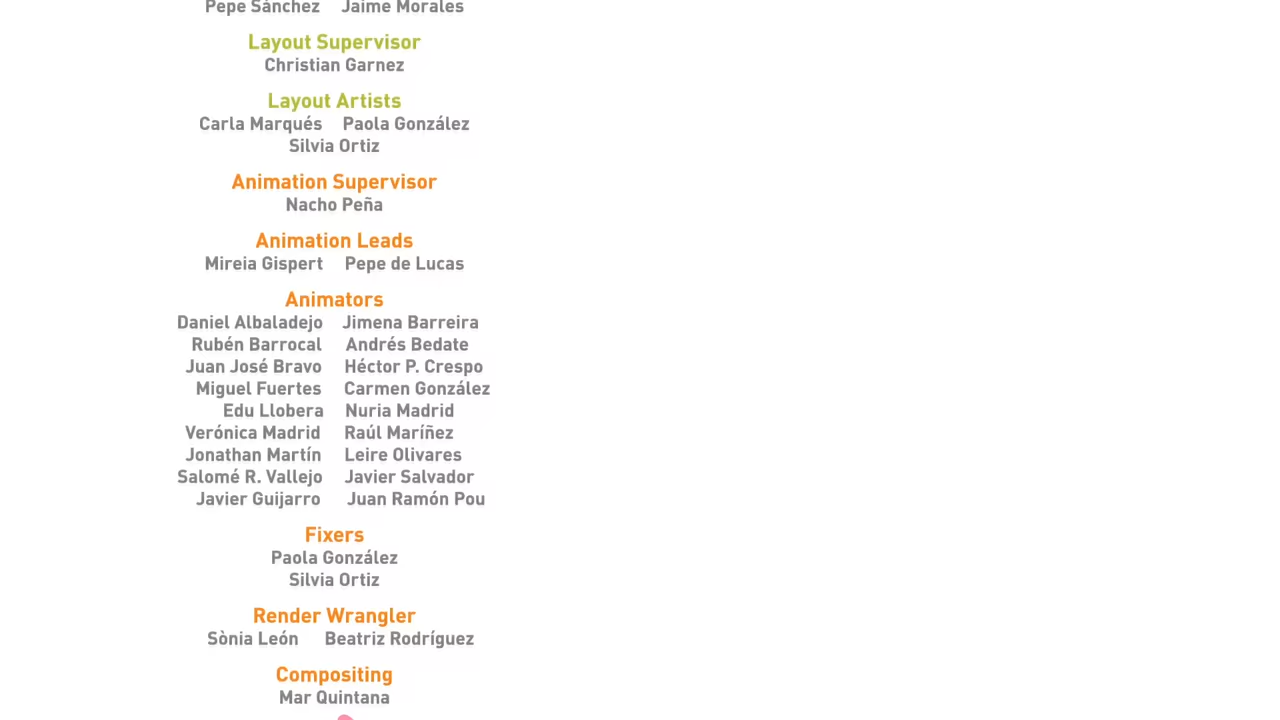 Pepe Sánchez Jaime Morales
Layout Supervisor
Christian Garnez
Layout Artists
Carla Marqués Paola González
Silvia Ortiz
Animation Supervisor
Nacho Peña
Animation Leads
Mireia Gispert Pepe de Lucas
Animators
Daniel Albaladejo Jimena Barreira
Rubén Barrocal Andrés Bedate
Juan José Bravo Héctor P. Crespo
Miguel Fuertes Carmen González
Edu Llobera Nuria Madrid
Verónica Madrid Raúl Maríñez
Jonathan Martín Leire Olivares
Salomé R. Vallejo Javier Salvador
Javier Guijarro Juan Ramón Pou
Fixers
Paola González
Silvia Ortiz
Render Wrangler
Sònia León Beatriz Rodríguez
Compositing
Mar Quintana